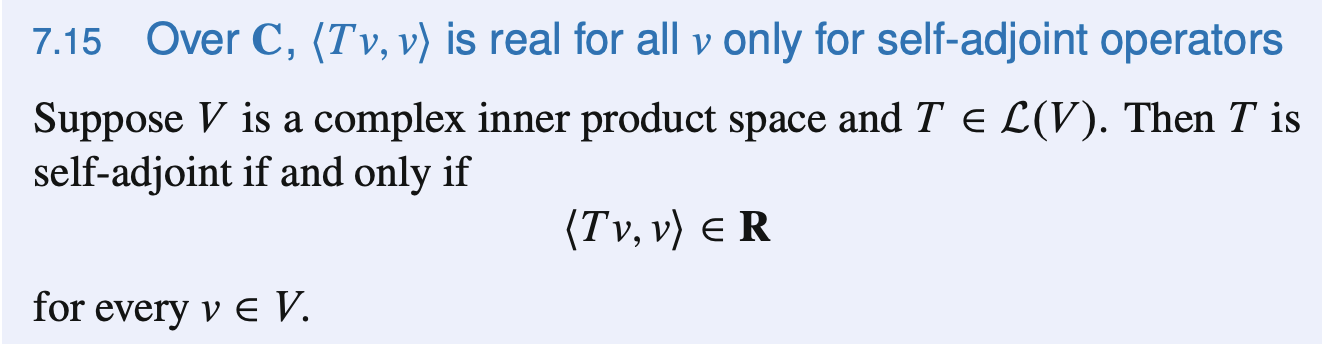 7.15 Over C, ⟨Tv, v⟩ is real for all v only for self-adjoint operators
Suppose V is a complex inner product space and T ∈ ℒ(V). Then T is
self-adjoint if and only if
⟨Tv, v⟩ ∈ R
for every v ∈ V.